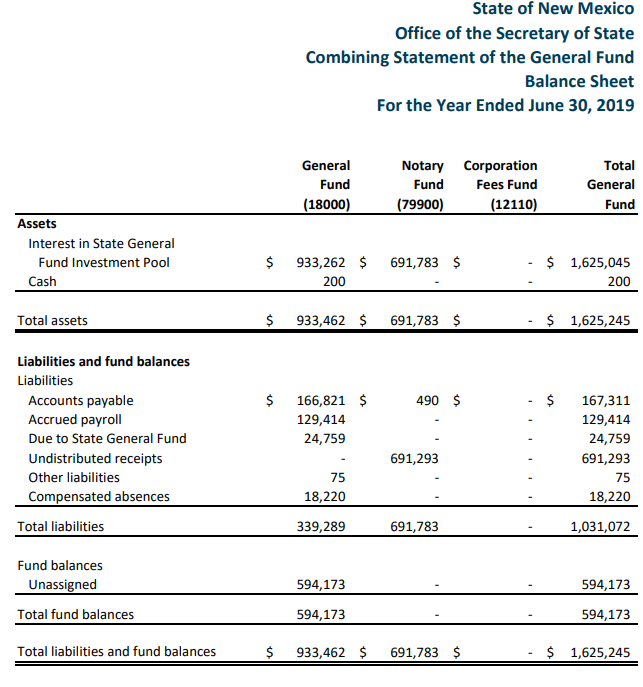 State of New Mexico
Office of the Secretary of State
Combining Statement of the General Fund
Balance Sheet
For the Year Ended June 30, 2019
General Notary Corporation Total
Fund Fund Fees Fund General
(18000) (79900) (12110) Fund
Assets
Interest in State General
Fund Investment Pool $ 933,262 $ 691,783 $ - $ 1,625,045
Cash 200 - - 200
Total assets $ 933,462 $ 691,783 $ - $ 1,625,245
Liabilities and fund balances
Liabilities
Accounts payable $ 166,821 $ 490 $ - $ 167,311
Accrued payroll 129,414 - - 129,414
Due to State General Fund 24,759 - - 24,759
Undistributed receipts - 691,293 - 691,293
Other liabilities 75 - - 75
Compensated absences 18,220 - - 18,220
Total liabilities 339,289 691,783 - 1,031,072
Fund balances
Unassigned 594,173 - - 594,173
Total fund balances 594,173 - - 594,173
Total liabilities and fund balances $ 933,462 $ 691,783 $ - $ 1,625,245